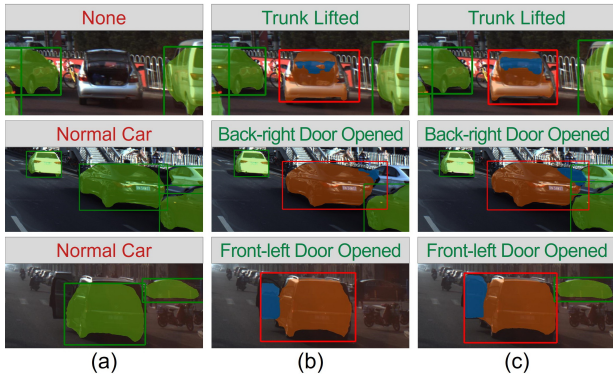 None Trunk Lifted Trunk Lifted
Normal Car Back-right Door Opened Back-right Door Opened
Normal Car Front-left Door Opened Front-left Door Opened
(a) (b) (c)